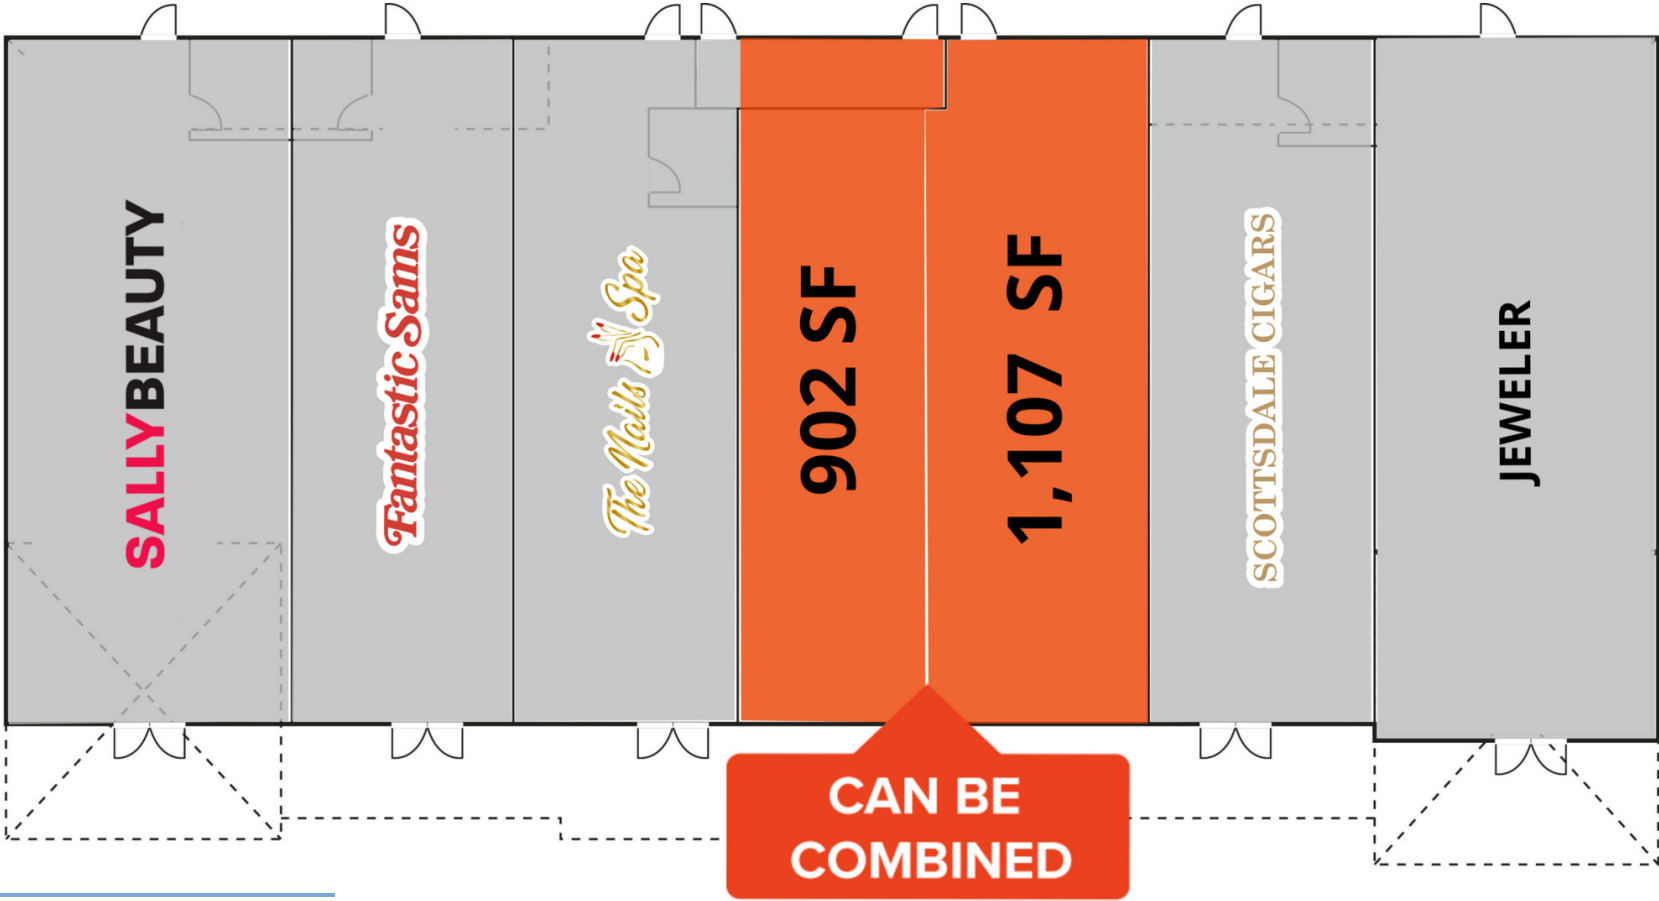 SALLYBEAUTY
Fantastic Sams
The Nails Spa
902 SF
1,107 SF
SCOTTSDALE CIGARS
JEWELER
CAN BE
COMBINED